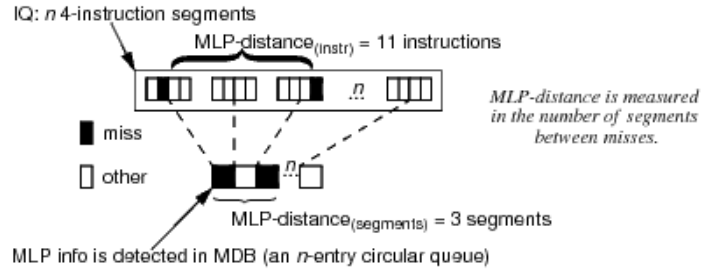 IQ: n 4-instruction segments
MLP-distance(instr) = 11 instructions
n
...
MLP-distance is measured
in the number of segments
between misses.
miss
other
n
...
MLP-distance(segments) = 3 segments
MLP info is detected in MDB (an n-entry circular queue)